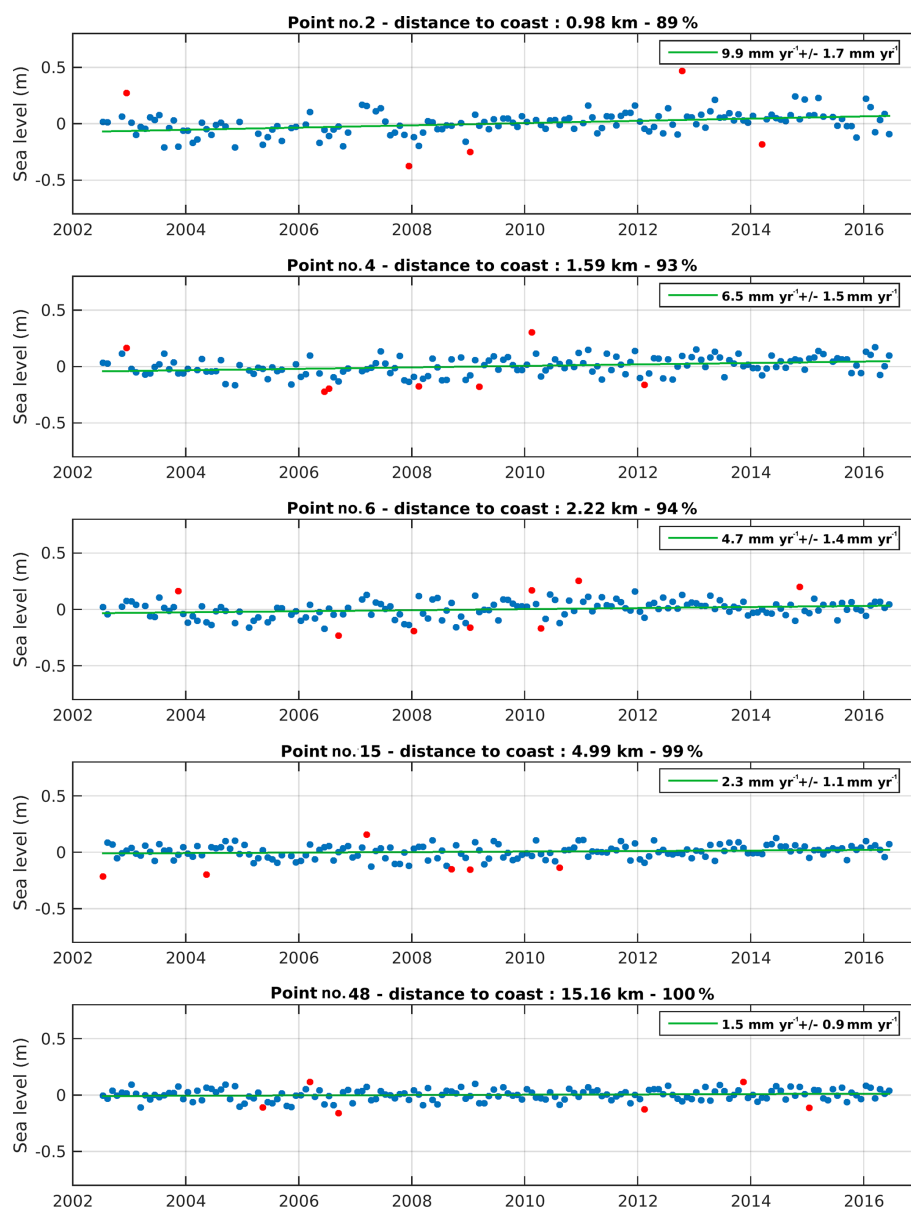 Point no.2 - distance to coast : 0.98 km - 89 %
9.9 mm yr-1+/- 1.7 mm yr-1
Sea level (m)
0.5
0
-0.5
2002 2004 2006 2008 2010 2012 2014 2016
Point no.4 - distance to coast : 1.59 km - 93 %
6.5 mm yr-1+/- 1.5 mm yr-1
Sea level (m)
0.5
0
-0.5
2002 2004 2006 2008 2010 2012 2014 2016
Point no.6 - distance to coast : 2.22 km - 94 %
4.7 mm yr-1+/- 1.4 mm yr-1
Sea level (m)
0.5
0
-0.5
2002 2004 2006 2008 2010 2012 2014 2016
Point no. 15 - distance to coast : 4.99 km - 99 %
2.3 mm yr-1+/- 1.1 mm yr-1
Sea level (m)
0.5
0
-0.5
2002 2004 2006 2008 2010 2012 2014 2016
Point no. 48 - distance to coast : 15.16 km - 100 %
1.5 mm yr-1+/- 0.9 mm yr-1
Sea level (m)
0.5
0
-0.5
2002 2004 2006 2008 2010 2012 2014 2016